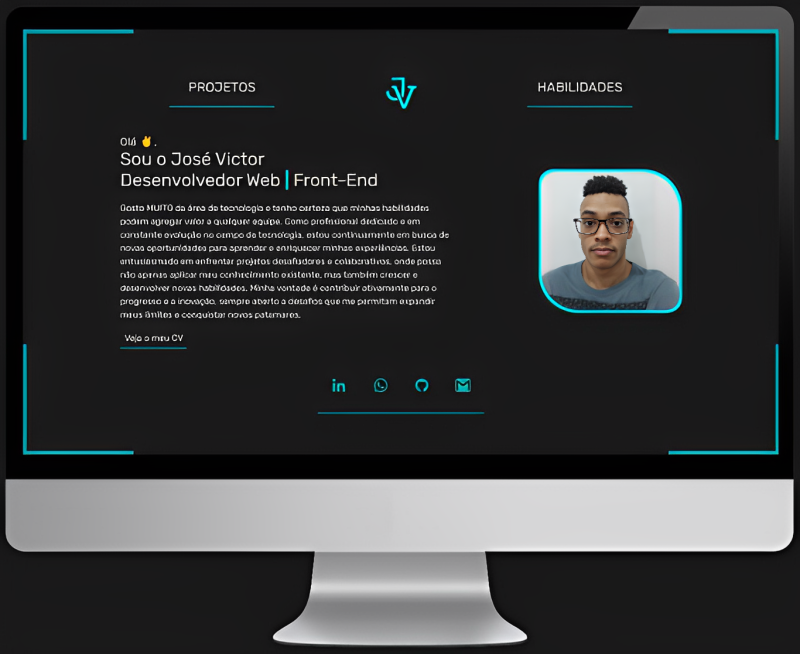 PROJETOS
JV
HABILIDADES
Olá ✌️.
Sou o José Victor
Desenvolvedor Web | Front-End
Gosto MUITO da área de tecnologia e tenho certeza que minhas habilidades
podem agregar valor a qualquer equipe. Como profissional dedicado e em
constante evolução no campo de tecnologia, estou continuamente em busca de
novas oportunidades para aprender e enriquecer minhas experiências. Estou
entusiasmado em enfrentar projetos desafiadores e colaborativos, onde possa
não apenas aplicar meu conhecimento existente, mas também crescer e
desenvolver novas habilidades. Minha vontade é contribuir ativamente para o
progresso e a inovação, sempre aberto a desafios que me permitam expandir
meus limites e conquistar novos patamares.
Veja o meu CV
in